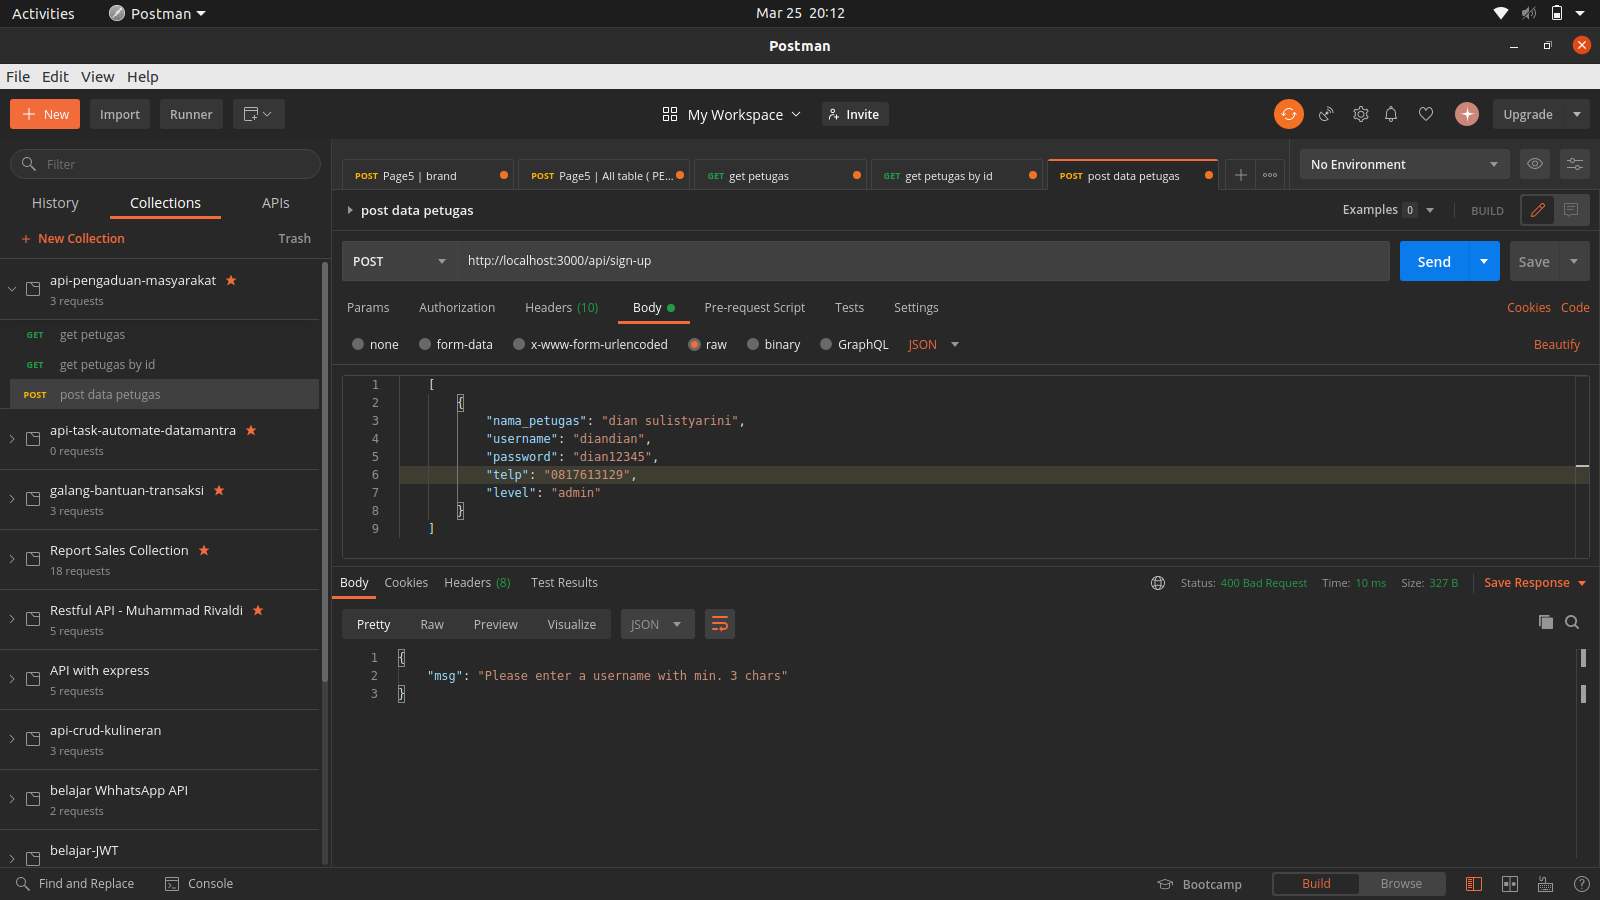 Activities Postman Mar 25 20:12
Postman
File Edit View Help
+ New Import Runner My Workspace Invite Upgrade
Filter
History Collections APIs
+ New Collection Trash
api-pengaduan-masyarakat
3 requests
GET get petugas
GET get petugas by id
POST post data petugas
api-task-automate-datamantra
0 requests
galang-bantuan-transaksi
3 requests
Report Sales Collection
18 requests
Restful API - Muhammad Rivaldi
5 requests
API with express
5 requests
api-crud-kulineran
3 requests
belajar WhhatsApp API
2 requests
belajar-JWT
POST Page5 | brand POST Page5 | All table ( PE... GET get petugas GET get petugas by id POST post data petugas + No Environment
post data petugas Examples 0 BUILD
POST http://localhost:3000/api/sign-up Send Save
Params Authorization Headers (10) Body Pre-request Script Tests Settings Cookies Code
none form-data x-www-form-urlencoded raw binary GraphQL JSON Beautify
1 [
2 {
3 "nama_petugas": "dian sulistyarini",
4 "username": "diandian",
5 "password": "dian12345",
6 "telp": "0817613129",
7 "level": "admin"
8 }
9 ]
Body Cookies Headers (8) Test Results Status: 400 Bad Request Time: 10 ms Size: 327 B Save Response
Pretty Raw Preview Visualize JSON
1 {
2 "msg": "Please enter a username with min. 3 chars"
3 }
Find and Replace Console Bootcamp Build Browse ?